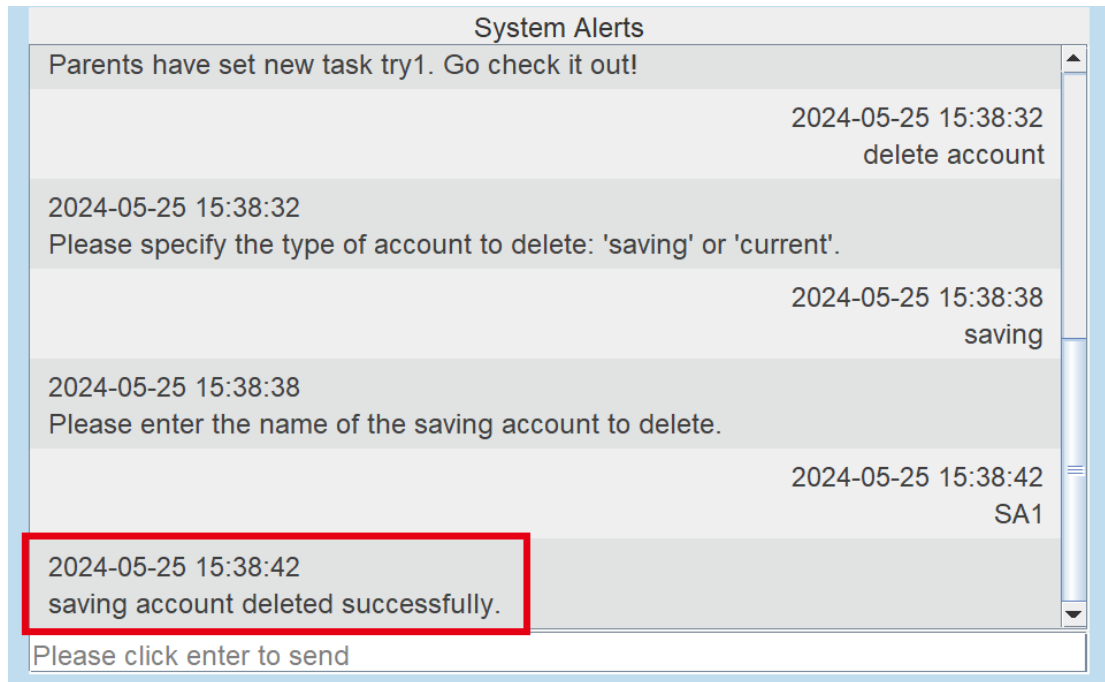 System Alerts
Parents have set new task try1. Go check it out!
2024-05-25 15:38:32
delete account
2024-05-25 15:38:32
Please specify the type of account to delete: 'saving' or 'current'.
2024-05-25 15:38:38
saving
2024-05-25 15:38:38
Please enter the name of the saving account to delete.
2024-05-25 15:38:42
SA1
2024-05-25 15:38:42
saving account deleted successfully.
Please click enter to send